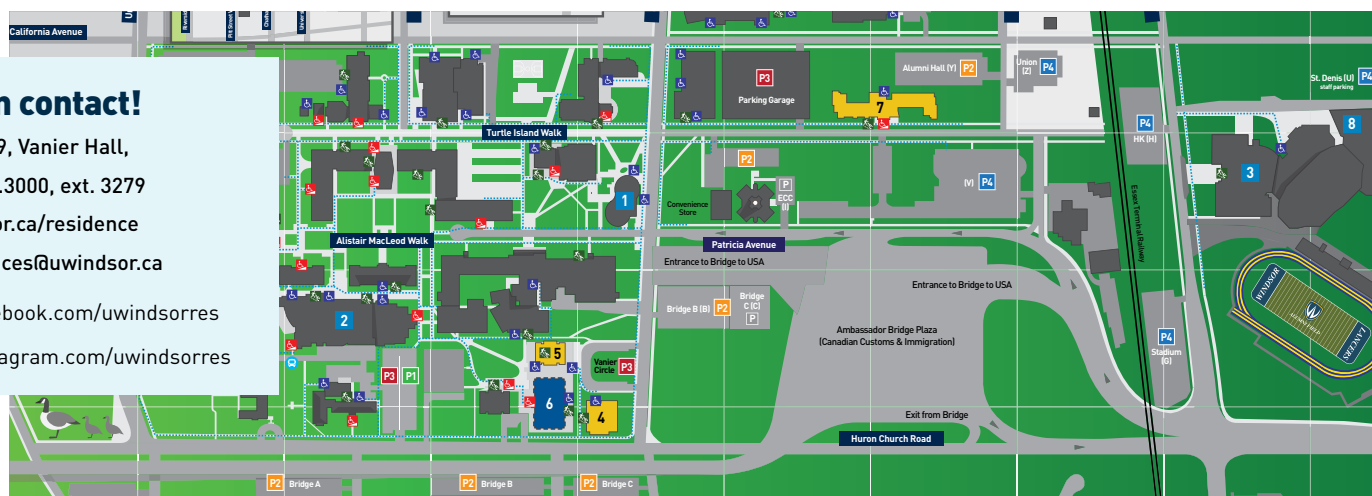 California Avenue
n contact!
9, Vanier Hall,
.3000, ext. 3279
or.ca/residence
ces@uwindsor.ca
ebook.com/uwindsorres
tagram.com/uwindsorres
P3
Parking Garage
Alumni Hall (Y) P2
Union
(Z)
P4
St. Denis (U) P4
staff parking
7
Turtle Island Walk
P4
HK (H)
8
3
P2
P
ECC
(I)
Convenience
Store
(V) P4
1
Essex Terminal Railway
Alistair MacLeod Walk
Patricia Avenue
Entrance to Bridge to USA
Entrance to Bridge to USA
WINDSOR
ALUMNI FIELD
LANCERS
Bridge B (B) P2
Bridge
C (C)
P
2
Ambassador Bridge Plaza
(Canadian Customs & Immigration)
P4
Stadium
(G)
5
Vanier
Circle
P3
P3 P1
6
4
Exit from Bridge
Huron Church Road
P2 Bridge A
P2 Bridge B
P2 Bridge C